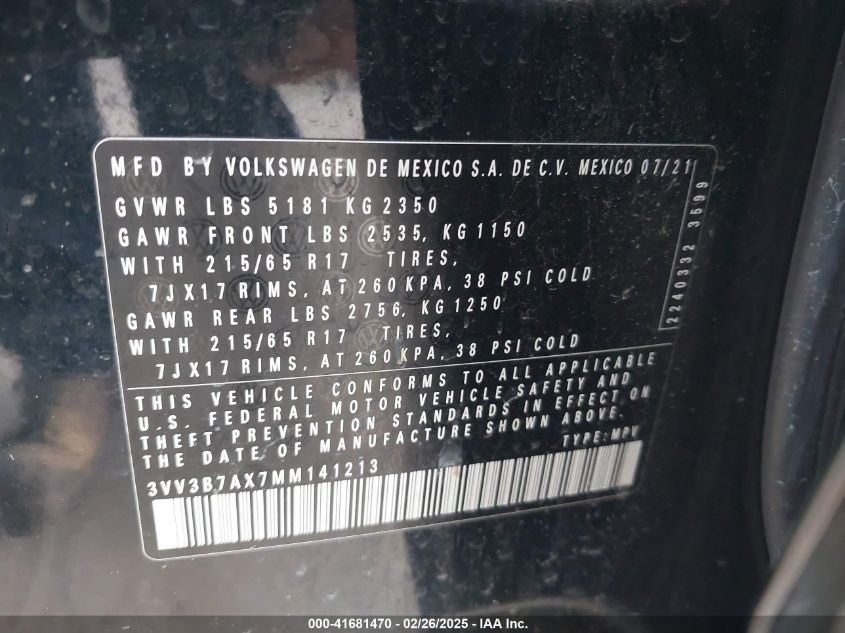 MFD BY VOLKSWAGEN DE MEXICO S.A. DE C.V. MEXICO 07/21
GVWR LBS 5181 KG 2350
GAWR FRONT LBS 2535, KG 1150
WITH 215/65 R17 TIRES,
7JX17 RIMS, AT 260 KPA, 38 PSI COLD
GAWR REAR LBS 2756, KG 1250
WITH 215/65 R17 TIRES,
7JX17 RIMS, AT 260 KPA, 38 PSI COLD
2240332 3699
THIS VEHICLE CONFORMS TO ALL APPLICABLE
U.S. FEDERAL MOTOR VEHICLE SAFETY AND
THEFT PREVENTION STANDARDS IN EFFECT ON
THE DATE OF MANUFACTURE SHOWN ABOVE.
TYPE: MPV
3VV3B7AX7MM141213
000-41681470 - 02/26/2025 - IAA Inc.